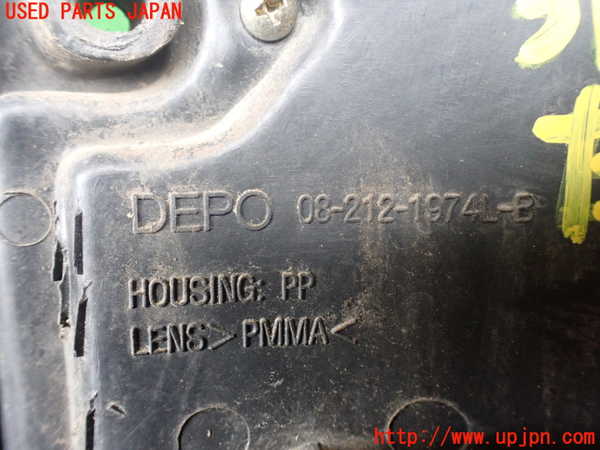 USED PARTS JAPAN
DEPO 08-212-1974L-B
HOUSING: PP
LENS>PMMA<
http://www.upjpn.com